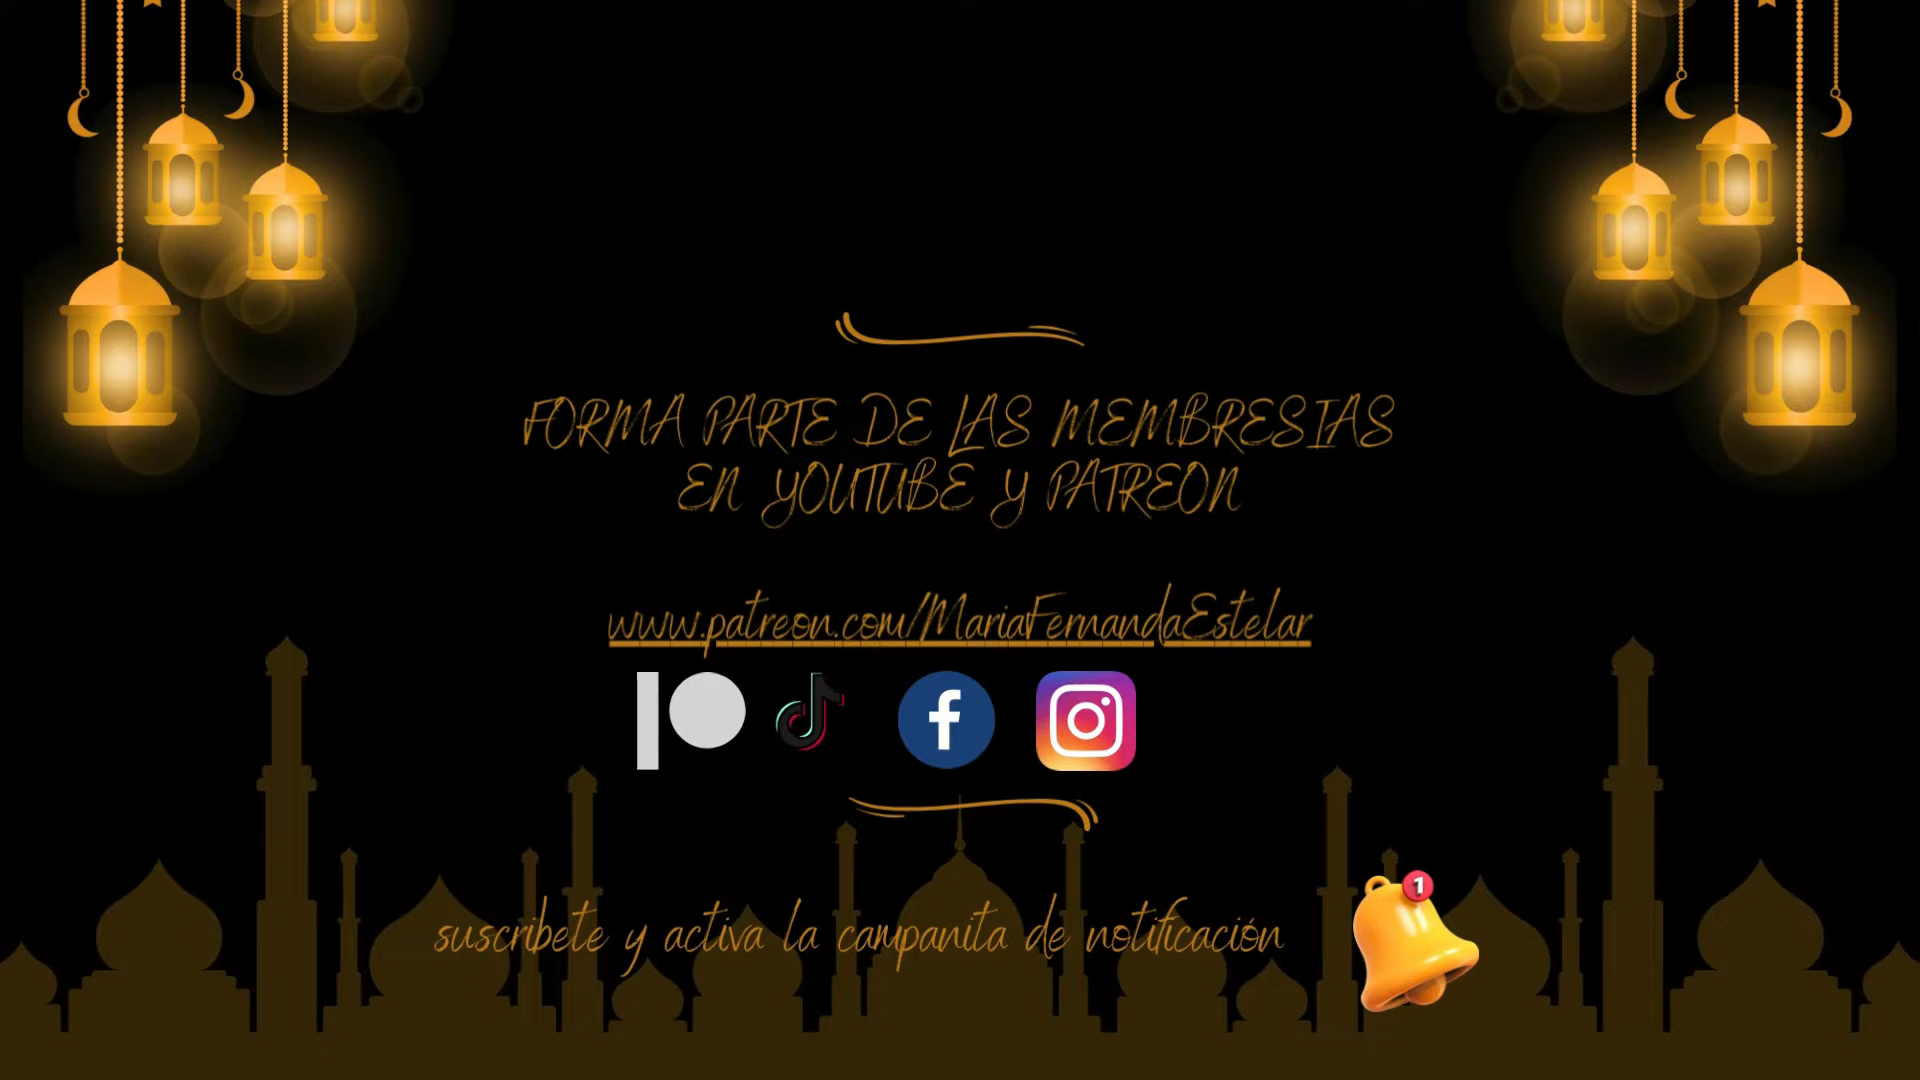 FORMA PARTE DE LAS MEMBRESIAS
EN YOUTUBE Y PATREON
www.patreon.com/MariaFernandaEstelar
suscribete y activa la campanita de notificación
1